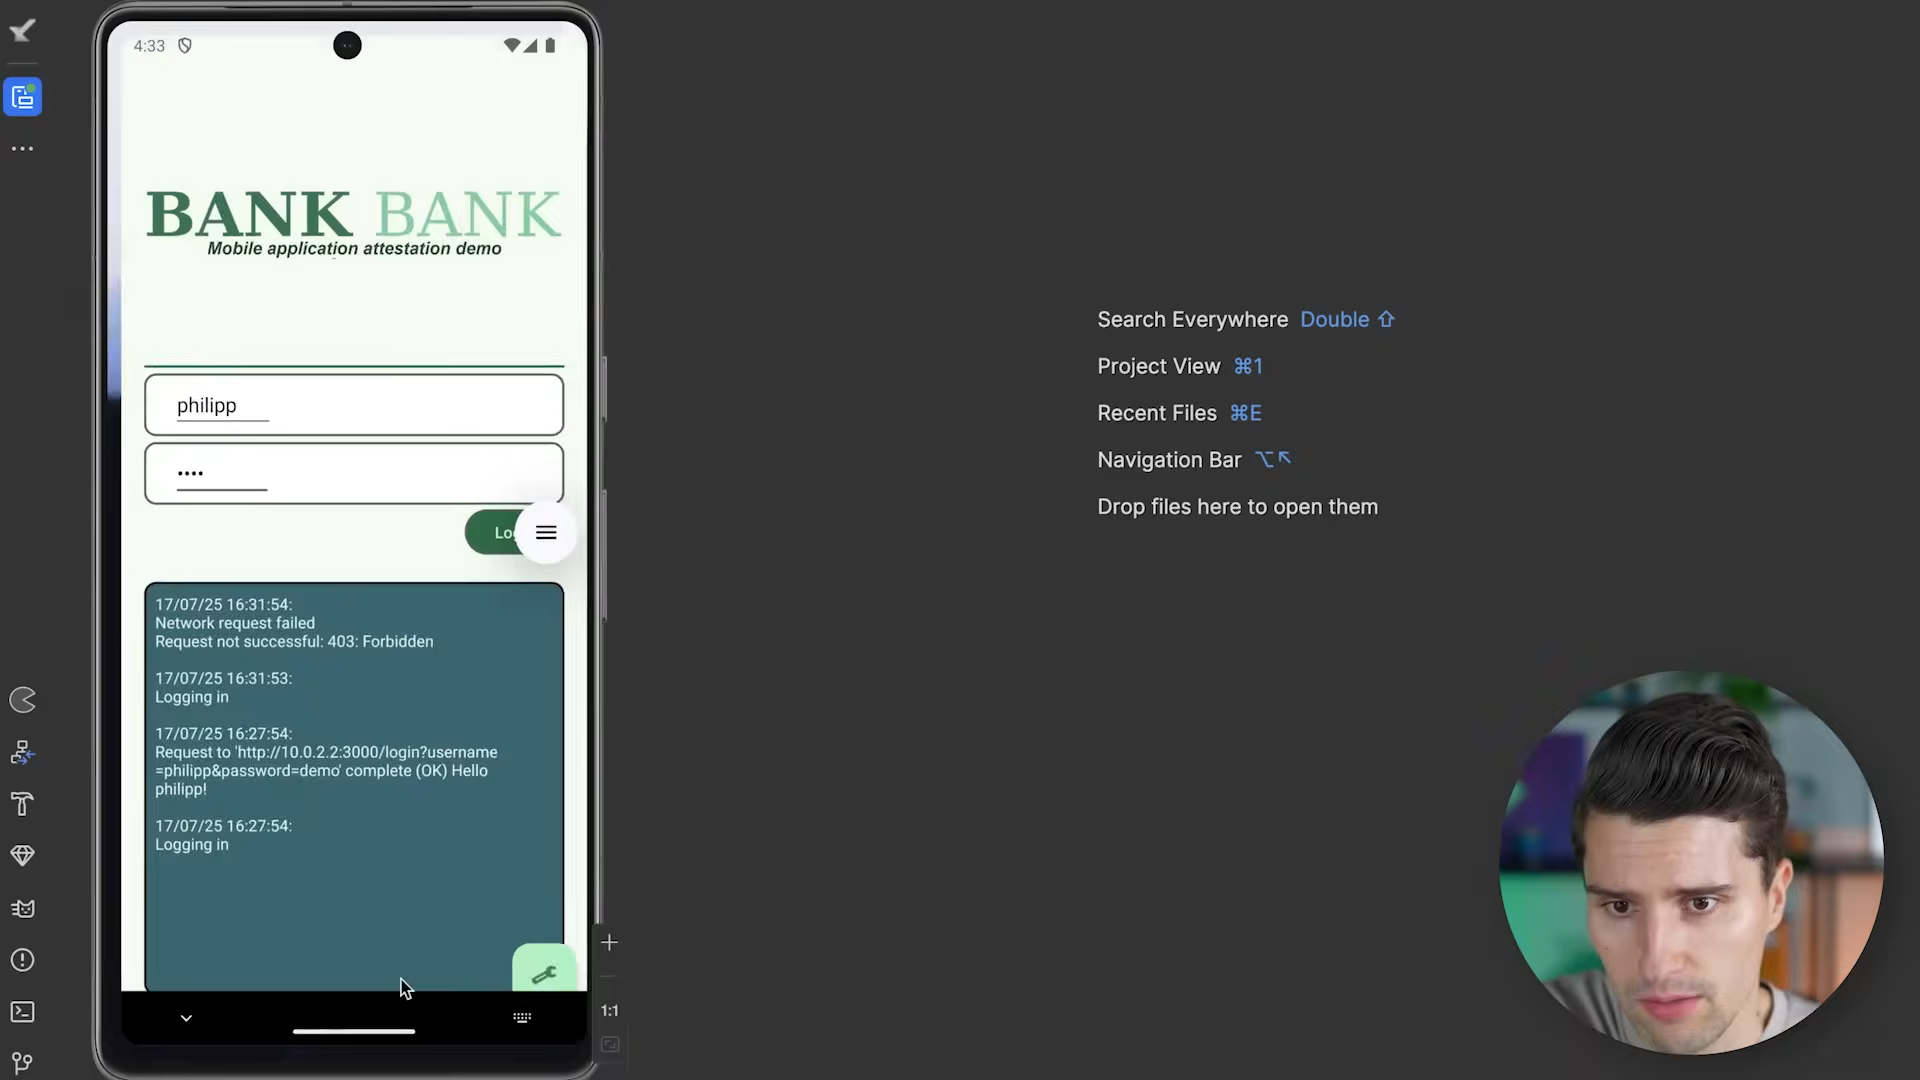 4:33
BANK BANK
Mobile application attestation demo
philipp
••••
Lo
17/07/25 16:31:54:
Network request failed
Request not successful: 403: Forbidden
17/07/25 16:31:53:
Logging in
17/07/25 16:27:54:
Request to 'http://10.0.2.2:3000/login?username
=philipp&password=demo' complete (OK) Hello
philipp!
17/07/25 16:27:54:
Logging in
1:1
Search Everywhere Double ⇧
Project View ⌘1
Recent Files ⌘E
Navigation Bar ⌥↖
Drop files here to open them